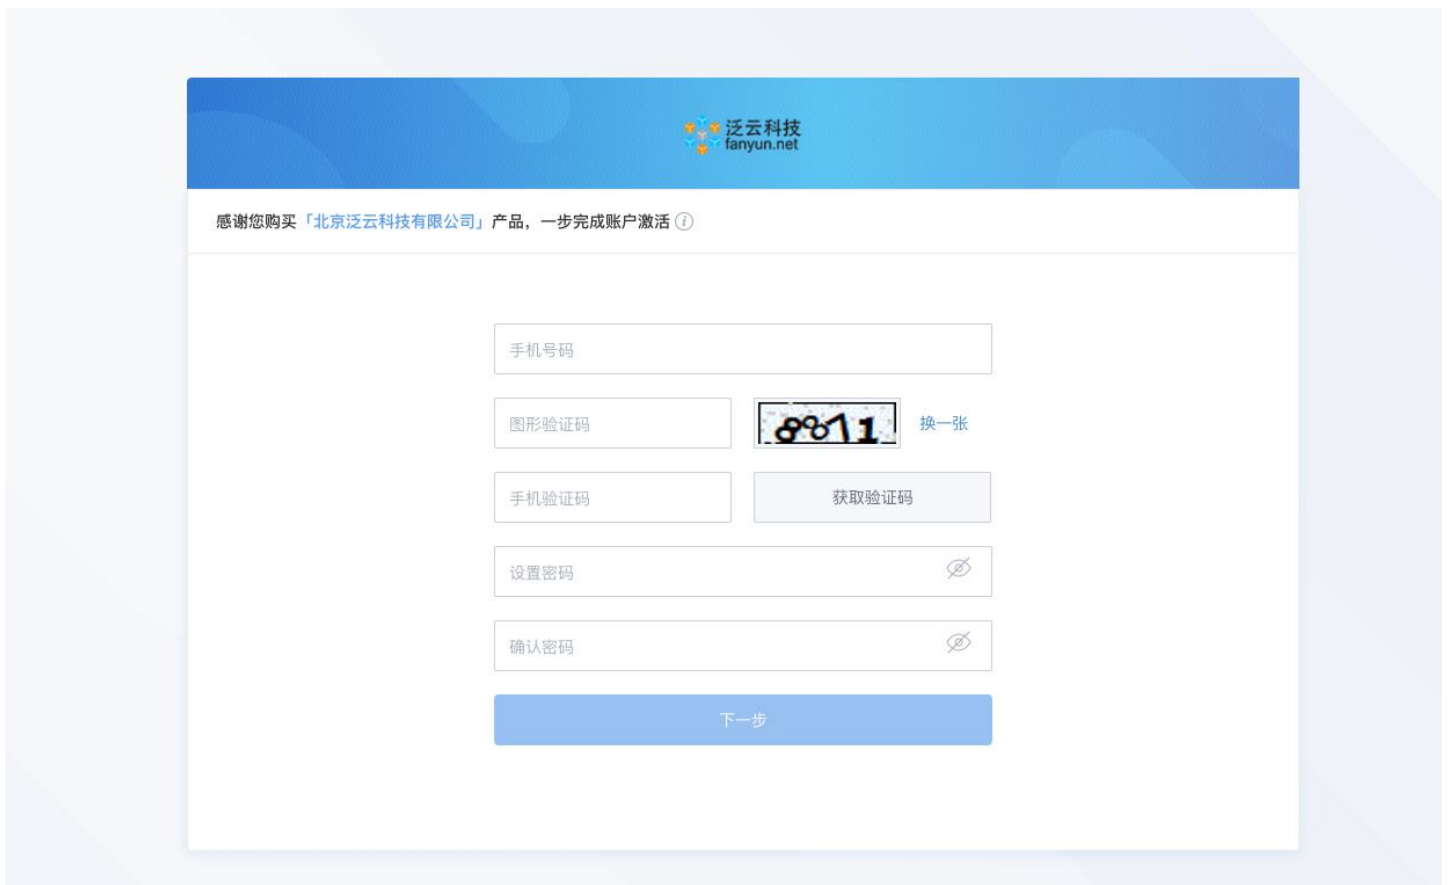 泛云科技
fanyun.net
感谢您购买「北京泛云科技有限公司」产品，一步完成账户激活 i
手机号码
图形验证码 8871 换一张
手机验证码 获取验证码
设置密码
确认密码
下一步